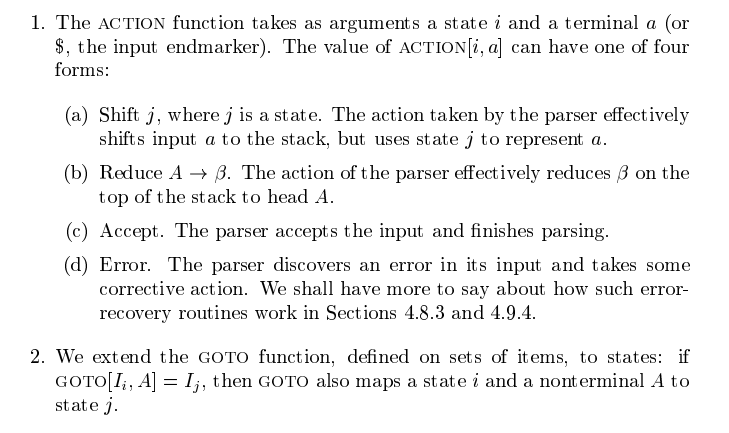 1. The ACTION function takes as arguments a state i and a terminal a (or
$, the input endmarker). The value of ACTION[i, a] can have one of four
forms:
(a) Shift j, where j is a state. The action taken by the parser effectively
shifts input a to the stack, but uses state j to represent a.
(b) Reduce A → β. The action of the parser effectively reduces β on the
top of the stack to head A.
(c) Accept. The parser accepts the input and finishes parsing.
(d) Error. The parser discovers an error in its input and takes some
corrective action. We shall have more to say about how such error-
recovery routines work in Sections 4.8.3 and 4.9.4.
2. We extend the GOTO function, defined on sets of items, to states: if
GOTO[Iᵢ, A] = Iⱼ, then GOTO also maps a state i and a nonterminal A to
state j.